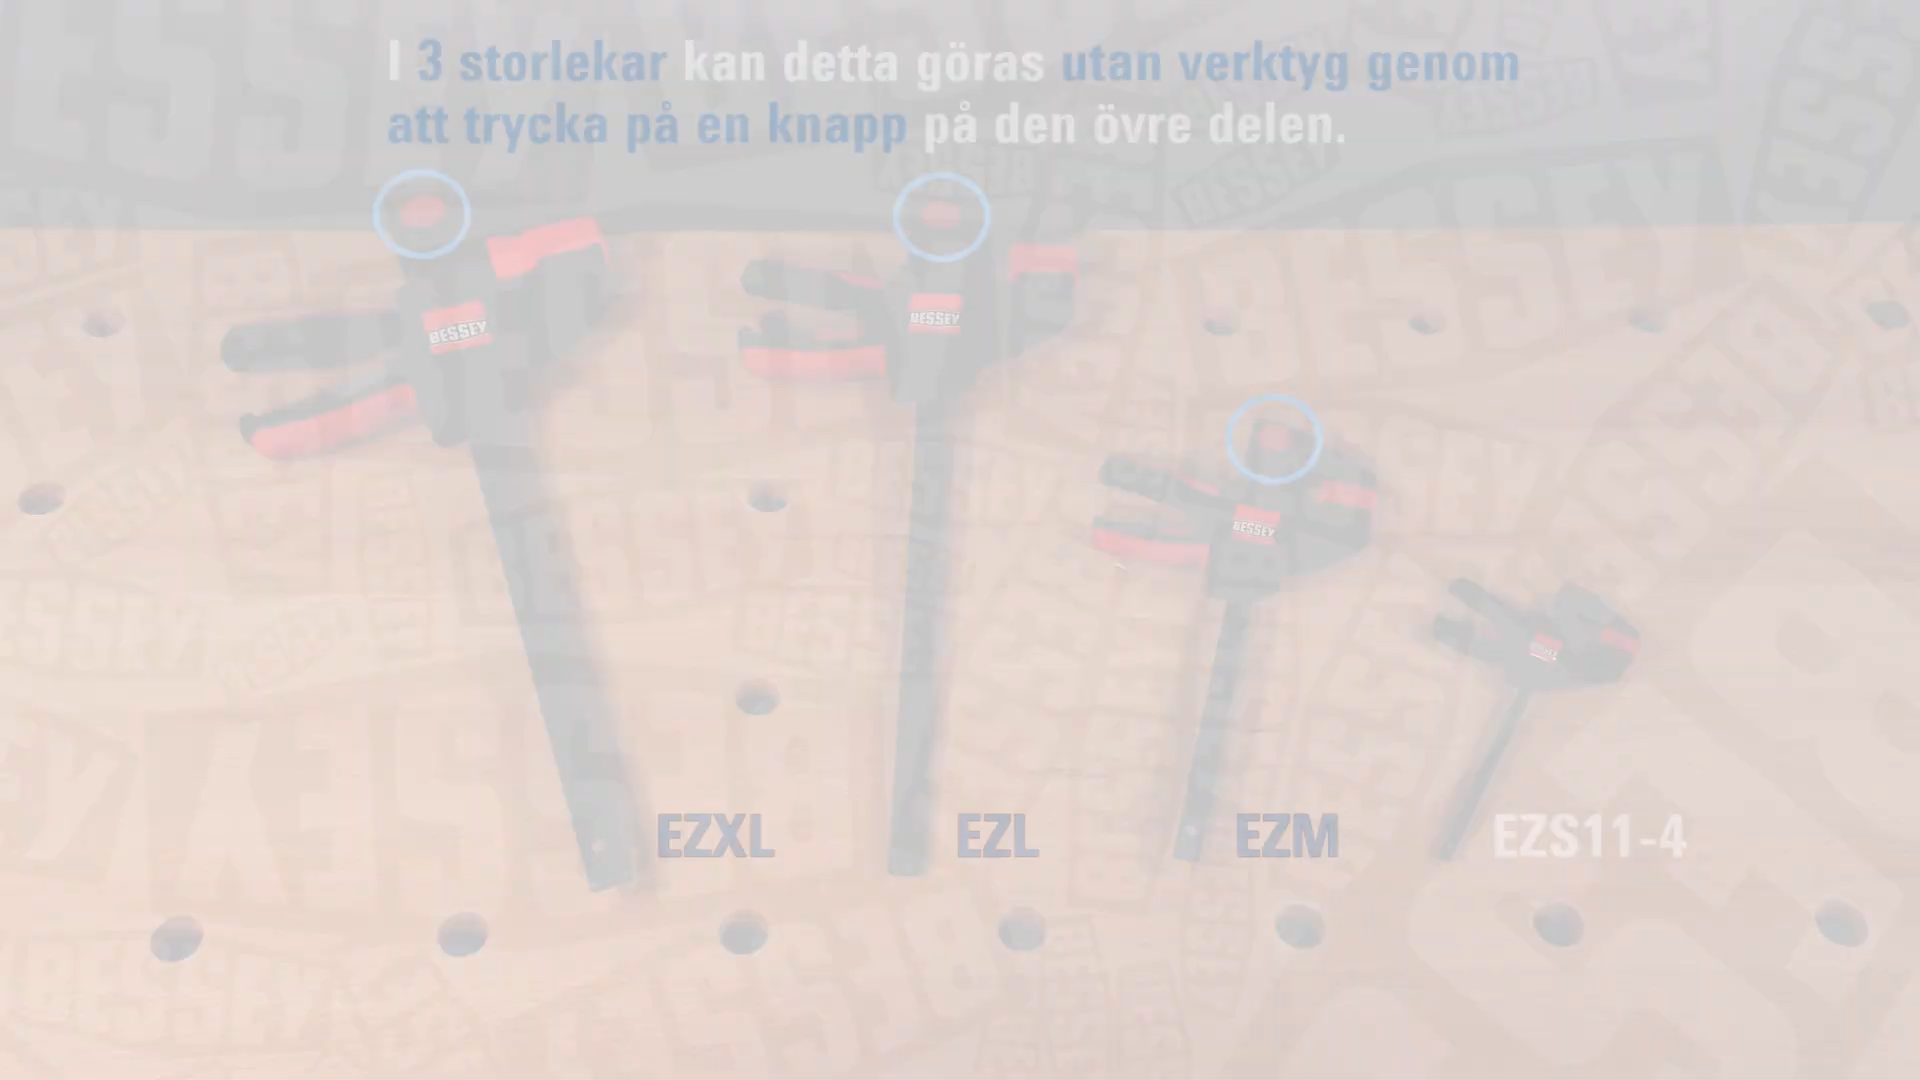 I 3 storlekar kan detta göras utan verktyg genom
att trycka på en knapp på den övre delen.
BESSEY
BESSEY
BESSEY
EZXL
EZL
EZM
EZS11-4